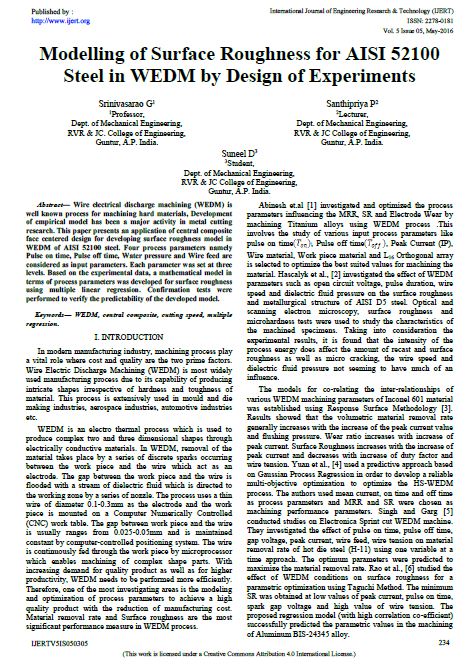 Published by :
http://www.ijert.org
International Journal of Engineering Research & Technology (IJERT)
ISSN: 2278-0181
Vol. 5 Issue 05, May-2016
Modelling of Surface Roughness for AISI 52100
Steel in WEDM by Design of Experiments
Srinivasarao G¹
¹Professor,
Dept. of Mechanical Engineering,
RVR & JC. College of Engineering,
Guntur, A.P. India.
Santhipriya P²
²Lecturer,
Dept. of Mechanical Engineering,
RVR & JC College of Engineering,
Guntur, A.P. India.
Suneel D³
³Student,
Dept. of Mechanical Engineering,
RVR & JC College of Engineering,
Guntur, A.P. India.
Abstract— Wire electrical discharge machining (WEDM) is
well known process for machining hard materials, Development
of empirical model has been a major activity in metal cutting
research. This paper presents an application of central composite
face centered design for developing surface roughness model in
WEDM of AISI 52100 steel. Four process parameters namely
Pulse on time, Pulse off time, Water pressure and Wire feed are
considered as input parameters. Each parameter was set at three
levels. Based on the experimental data, a mathematical model in
terms of process parameters was developed for surface roughness
using multiple linear regression. Confirmation tests were
performed to verify the predictability of the developed model.
Keywords— WEDM, central composite, cutting speed, multiple
regression.
I. INTRODUCTION
In modern manufacturing industry, machining process play
a vital role where cost and quality are the two prime factors.
Wire Electric Discharge Machining (WEDM) is most widely
used manufacturing process due to its capability of producing
intricate shapes irrespective of hardness and toughness of
material. This process is extensively used in mould and die
making industries, aerospace industries, automotive industries
etc.
WEDM is an electro thermal process which is used to
produce complex two and three dimensional shapes through
electrically conductive materials. In WEDM, removal of the
material takes place by a series of discrete sparks occurring
between the work piece and the wire which act as an
electrode. The gap between the work piece and the wire is
flooded with a stream of dielectric fluid which is directed to
the working zone by a series of nozzle. The process uses a thin
wire of diameter 0.1-0.3mm as the electrode and the work
piece is mounted on a Computer Numerically Controlled
(CNC) work table. The gap between work piece and the wire
is usually ranges from 0.025-0.05mm and is maintained
constant by computer-controlled positioning system. The wire
is continuously fed through the work piece by microprocessor
which enables machining of complex shape parts. With
increasing demand for quality product as well as for higher
productivity, WEDM needs to be performed more efficiently.
Therefore, one of the most investigating areas is the modeling
and optimization of process parameters to achieve a high
quality product with the reduction of manufacturing cost.
Material removal rate and Surface roughness are the most
significant performance measure in WEDM process.
Abinesh et.al [1] investigated and optimized the process
parameters influencing the MRR, SR and Electrode Wear by
machining Titanium alloys using WEDM process .This
involves the study of various input process parameters like
pulse on time(Ton), Pulse off time(Toff), Peak Current (IP),
Wire material, Work piece material and L16 Orthogonal array
is selected to optimize the best suited values for machining the
material. Hascalyk et al., [2] investigated the effect of WEDM
parameters such as open circuit voltage, pulse duration, wire
speed and dielectric fluid pressure on the surface roughness
and metallurgical structure of AISI D5 steel. Optical and
scanning electron microscopy, surface roughness and
microhardness tests were used to study the characteristics of
the machined specimens. Taking into consideration the
experimental results, it is found that the intensity of the
process energy does affect the amount of recast and surface
roughness as well as micro cracking, the wire speed and
dielectric fluid pressure not seeming to have much of an
influence.
The models for co-relating the inter-relationships of
various WEDM machining parameters of Inconel 601 material
was established using Response Surface Methodology [3].
Results showed that the volumetric material removal rate
generally increases with the increase of the peak current value
and flushing pressure. Wear ratio increases with increase of
peak current. Surface Roughness increases with the increase of
peak current and decreases with increase of duty factor and
wire tension. Yuan et al., [4] used a predictive approach based
on Gaussian Process Regression in order to develop a reliable
multi-objective optimization to optimize the HS-WEDM
process. The authors used mean current, on time and off time
as process parameters and MRR and SR were chosen as
machining performance parameters. Singh and Garg [5]
conducted studies on Electronica Sprint cut WEDM machine.
They investigated the effect of pulse on time, pulse off time,
gap voltage, peak current, wire feed, wire tension on material
removal rate of hot die steel (H-11) using one variable at a
time approach. The optimum parameters were predicted to
maximize the material removal rate. Rao et al., [6] studied the
effect of WEDM conditions on surface roughness for a
parametric optimization using Taguchi Method. The minimum
SR was obtained at low values of peak current, pulse on time,
spark gap voltage and high value of wire tension. The
proposed regression model (with high correlation co-efficient)
successfully predicted the pulse parameters in the machining
of Aluminum BIS-24345 alloy.
IJERTV5IS050305
234
(This work is licensed under a Creative Commons Attribution 4.0 International License.)